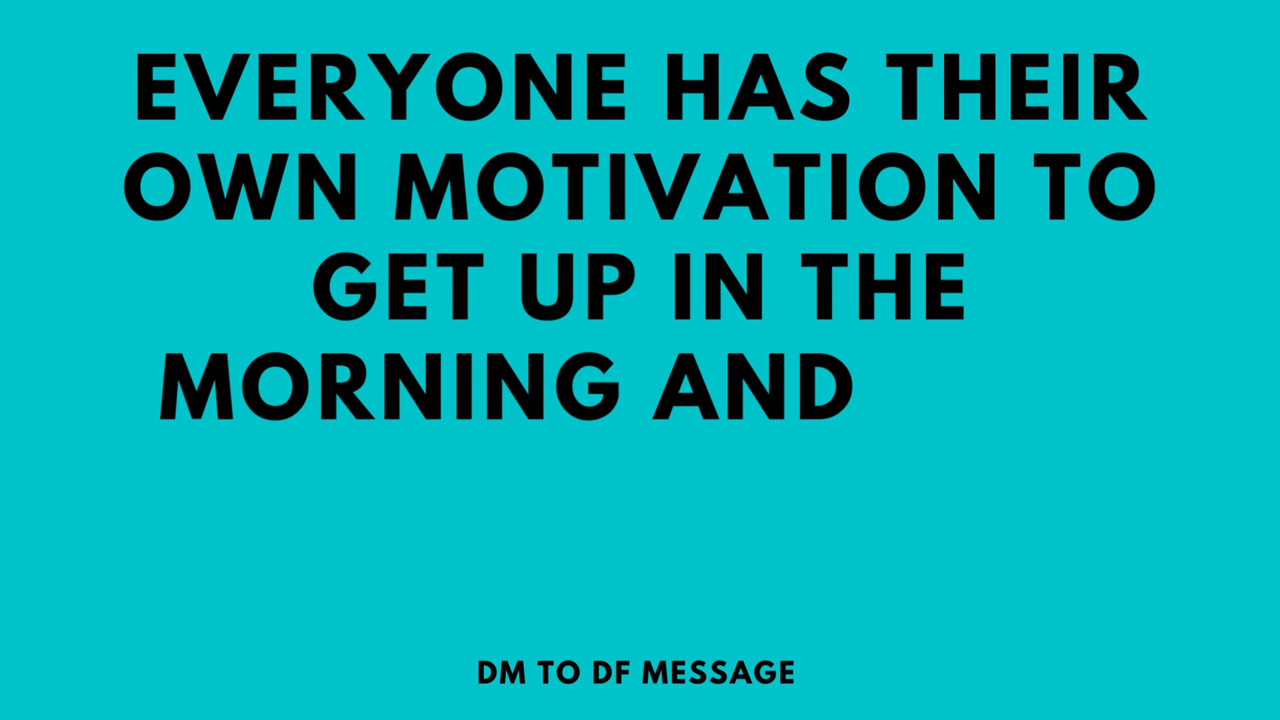 EVERYONE HAS THEIR
OWN MOTIVATION TO
GET UP IN THE
MORNING AND
DM TO DF MESSAGE